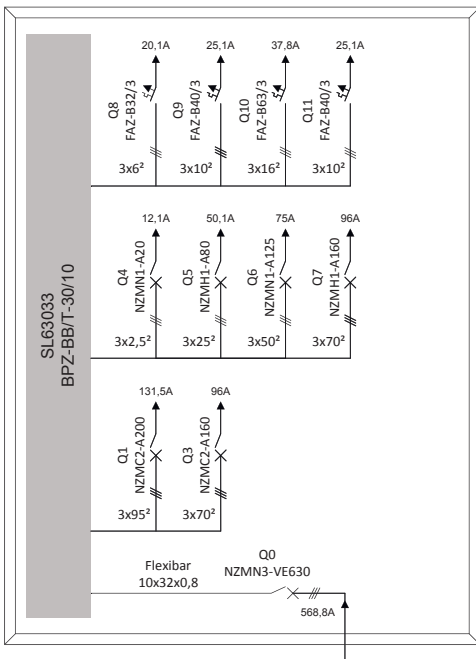 20,1A 25,1A 37,8A 25,1A
Q8 FAZ-B32/3
Q9 FAZ-B40/3
Q10 FAZ-B63/3
Q11 FAZ-B40/3
3x6² 3x10² 3x16² 3x10²
12,1A 50,1A 75A 96A
Q4 NZMN1-A20
Q5 NZMH1-A80
Q6 NZMN1-A125
Q7 NZMH1-A160
3x2,5² 3x25² 3x50² 3x70²
SL63033
BPZ-BB/T-30/10
131,5A 96A
Q1 NZMC2-A200
Q3 NZMC2-A160
3x95² 3x70²
Flexibar
10x32x0,8
Q0
NZMN3-VE630
568,8A